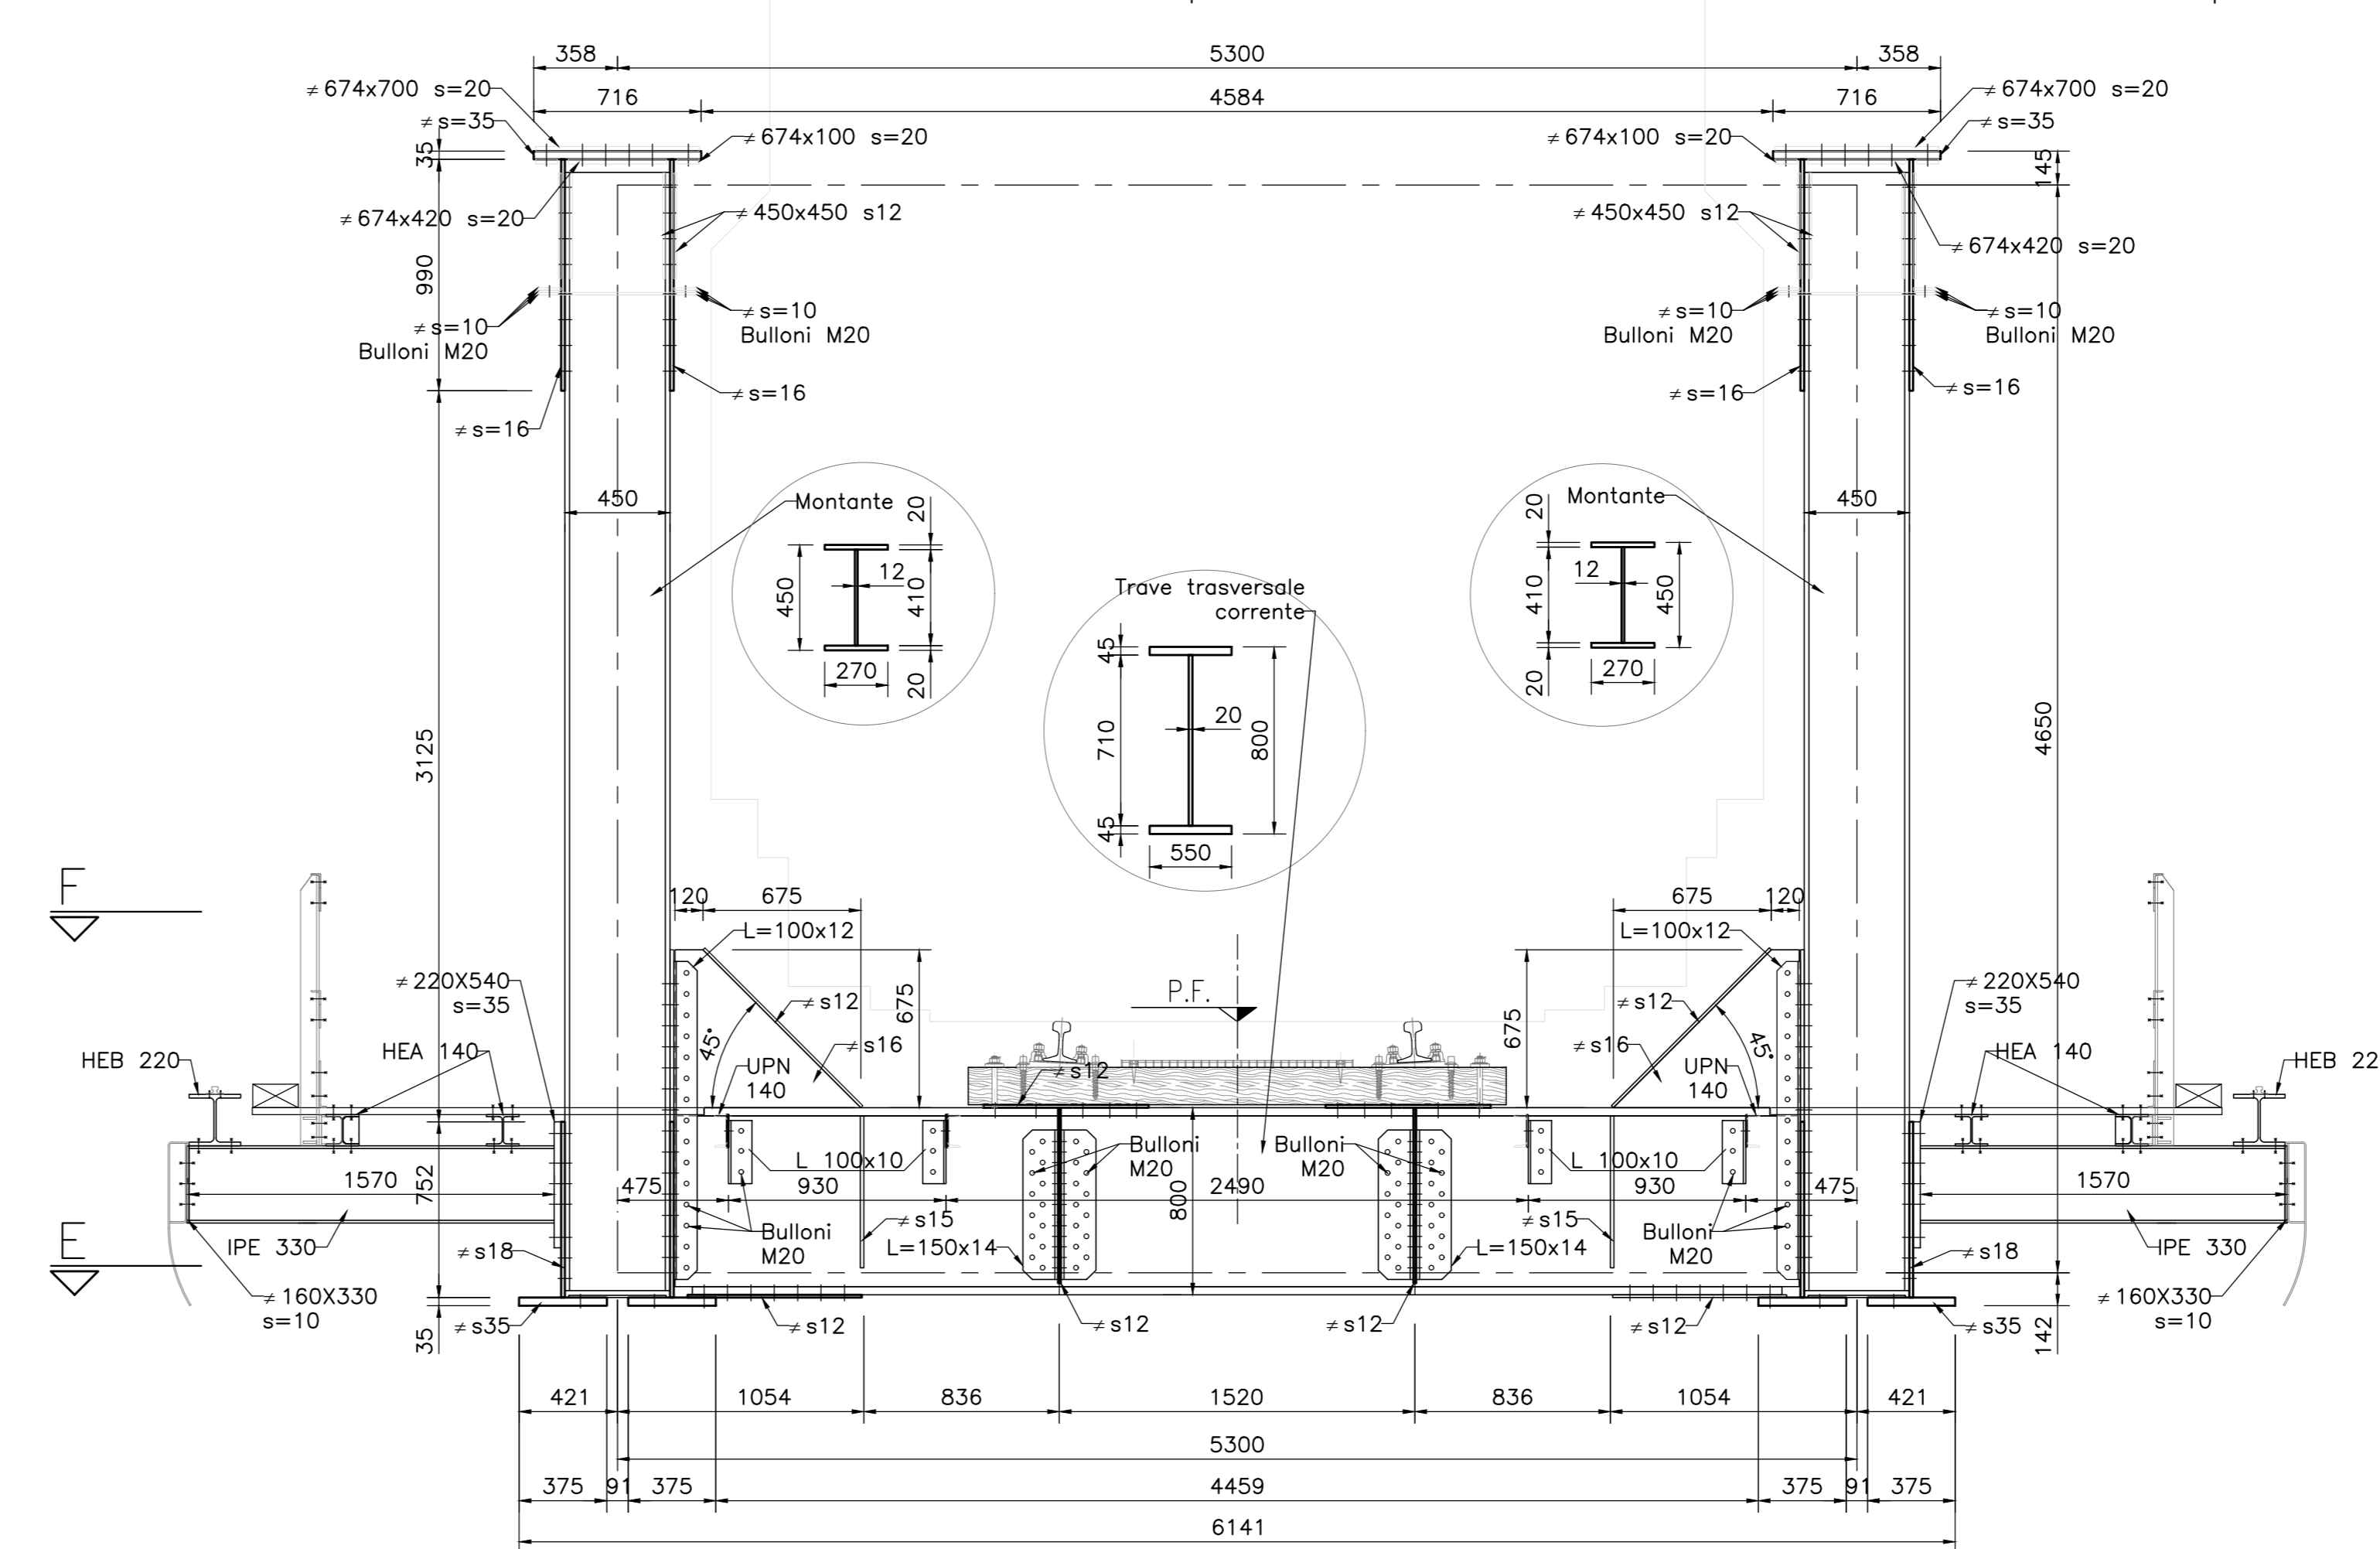 358
5300
358
≠ 674x700 s=20
716
4584
716
≠ 674x700 s=20
≠ s=35
≠ 674x100 s=20
≠ 674x100 s=20
≠ s=35
35
145
≠ 674x420 s=20
≠ 450x450 s12
≠ 450x450 s12
≠ 674x420 s=20
990
≠ s=10
Bulloni M20
≠ s=10
Bulloni M20
≠ s=10
Bulloni M20
≠ s=10
Bulloni M20
≠ s=16
≠ s=16
≠ s=16
≠ s=16
450
Montante
20
450
12
410
270
20
Trave trasversale
corrente
45
710
20
800
45
550
Montante
20
12
410
450
270
20
450
3125
4650
F
120
675
675
120
L=100x12
L=100x12
≠ 220X540
s=35
≠ s12
675
P.F.
675
≠ s12
≠ 220X540
s=35
HEB 220
HEA 140
45°
≠ s16
UPN
140
≠ s12
≠ s16
45°
UPN
140
HEA 140
HEB 22
752
1570
475
L 100x10
930
Bulloni
M20
2490
Bulloni
M20
L 100x10
930
475
1570
800
E
IPE 330
≠ s18
Bulloni
M20
≠ s15
L=150x14
≠ s15
L=150x14
Bulloni
M20
≠ s18
IPE 330
≠ 160X330
s=10
35
≠ s35
≠ s12
≠ s12
≠ s12
≠ s12
≠ s35
142
≠ 160X330
s=10
421
1054
836
1520
836
1054
421
5300
375
91
375
4459
375
91
375
6141